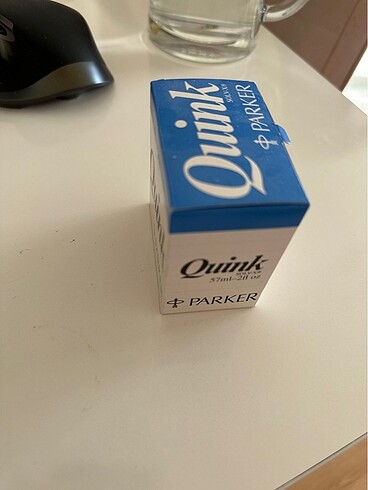 Quink
SOLV-X®
PARKER
Quink
SOLV-X®
57ml-2fl oz
PARKER